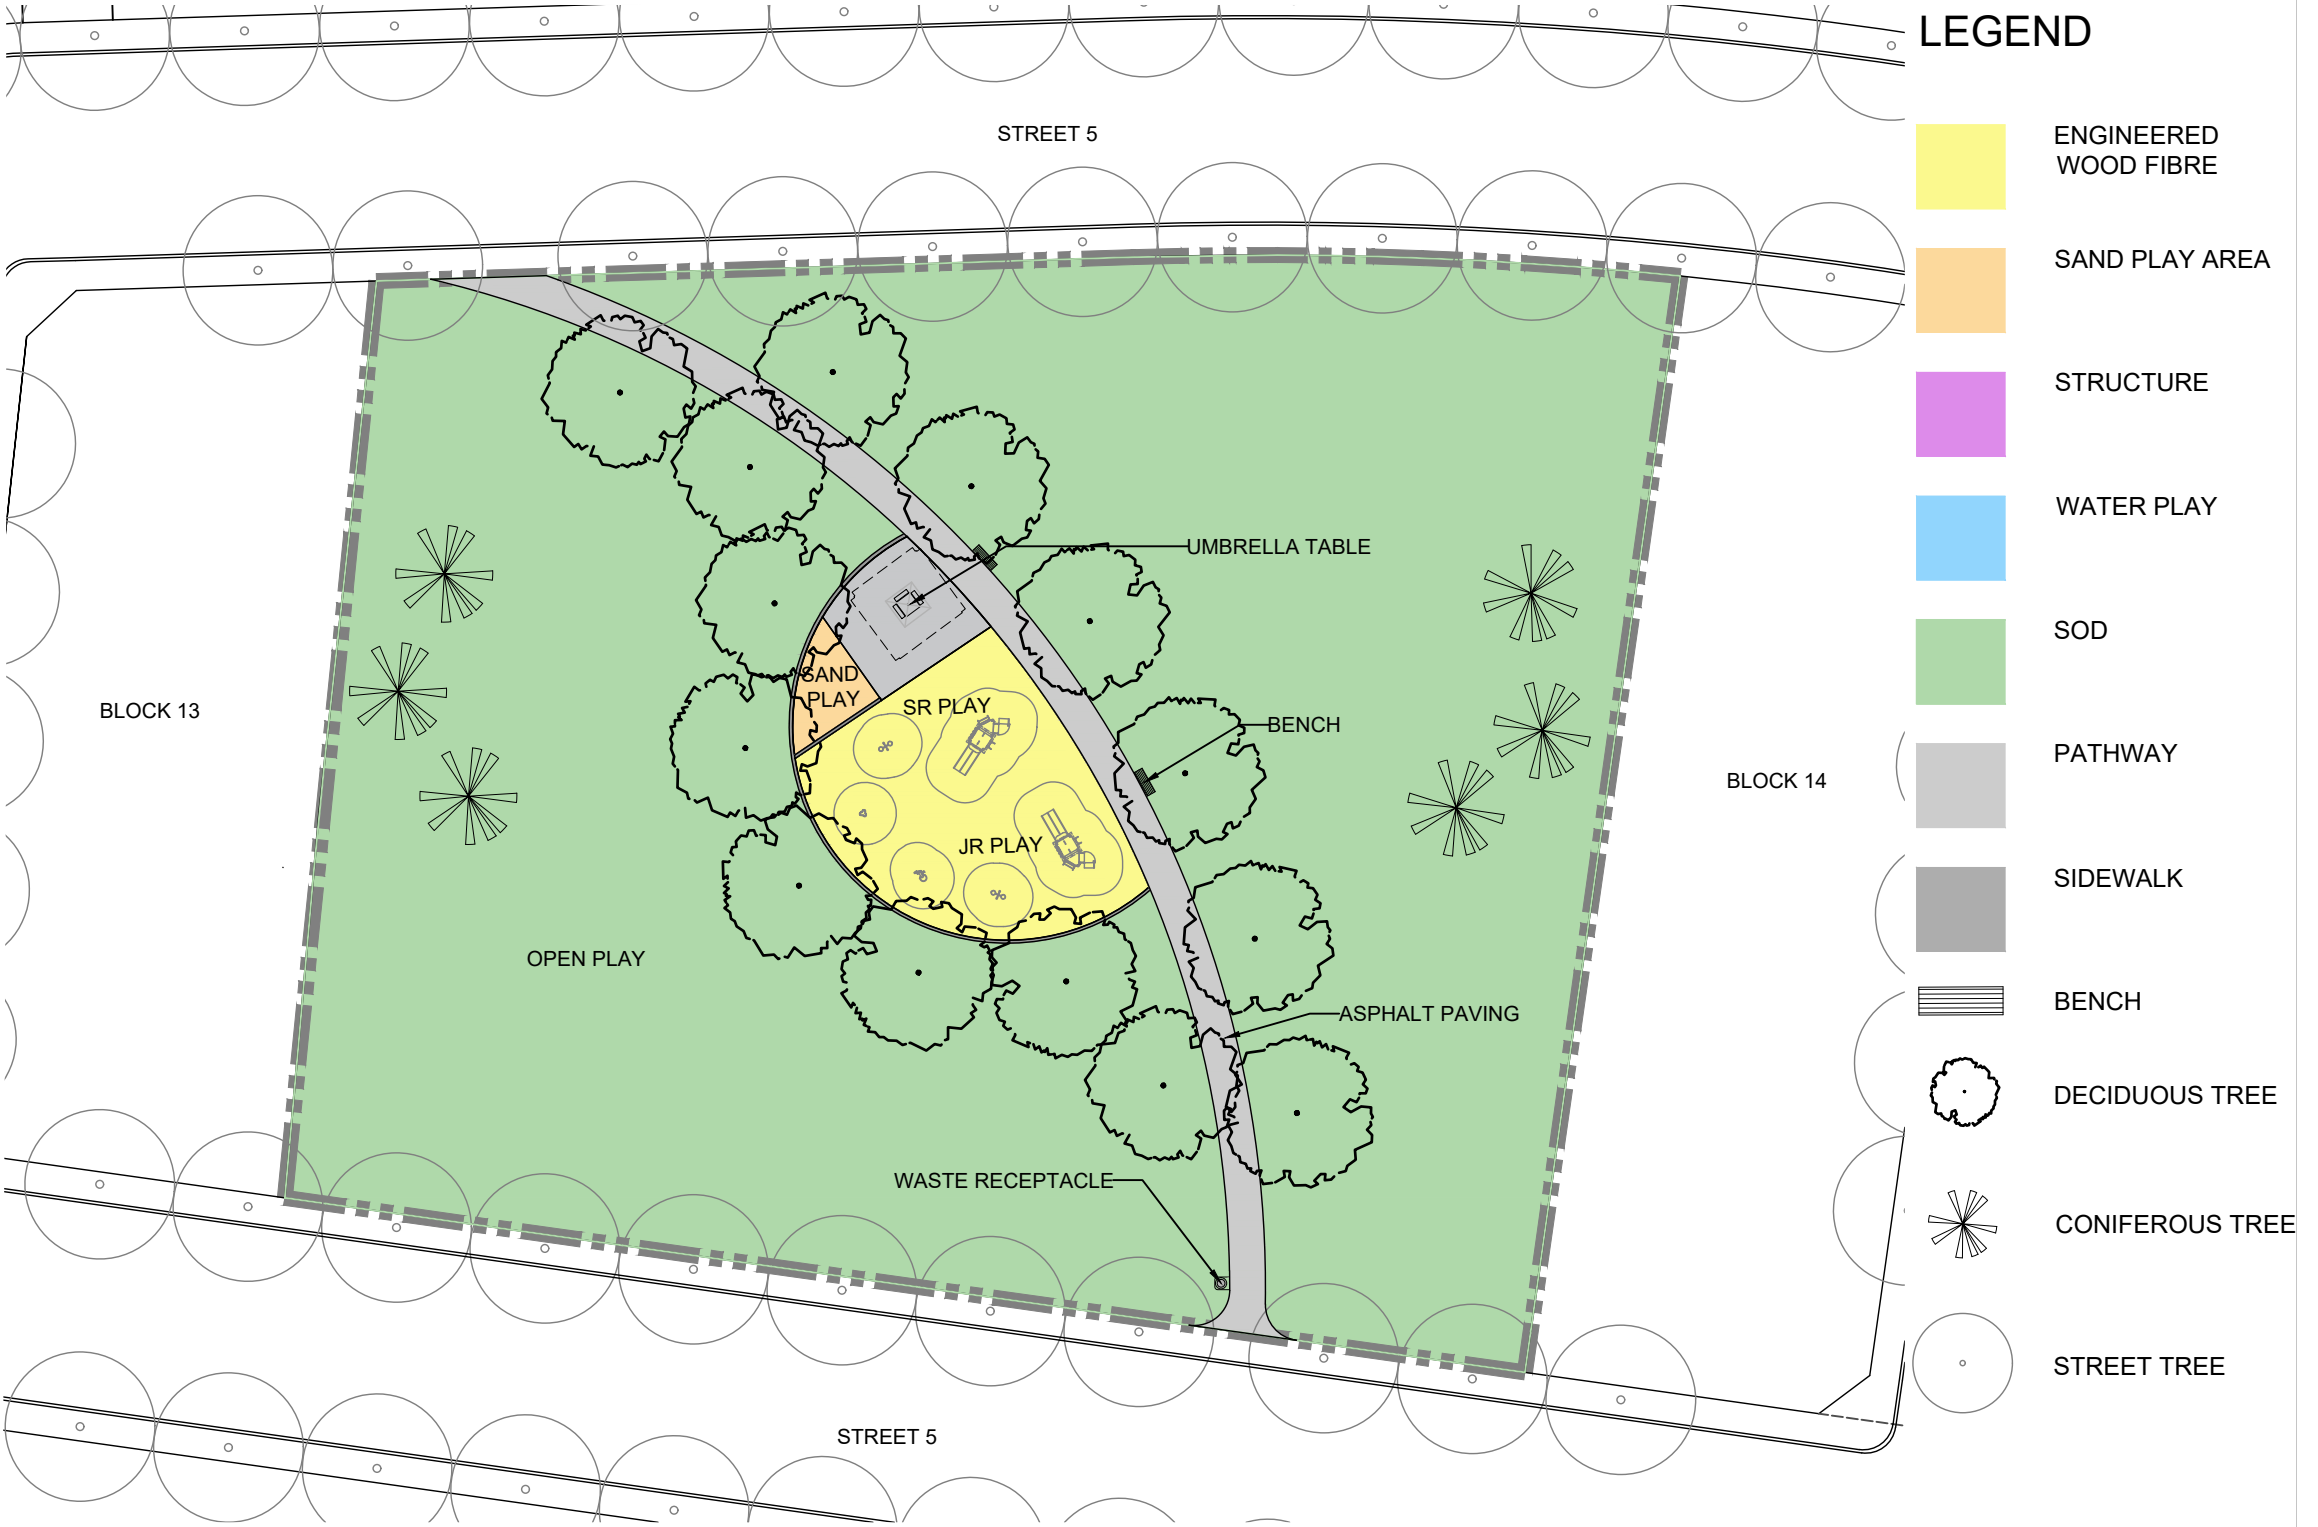 LEGEND
STREET 5
ENGINEERED
WOOD FIBRE
SAND PLAY AREA
STRUCTURE
WATER PLAY
SOD
PATHWAY
SIDEWALK
BENCH
DECIDUOUS TREE
CONIFEROUS TREE
STREET TREE
UMBRELLA TABLE
SAND
PLAY
SR PLAY
BLOCK 13
BENCH
BLOCK 14
JR PLAY
OPEN PLAY
ASPHALT PAVING
WASTE RECEPTACLE
STREET 5